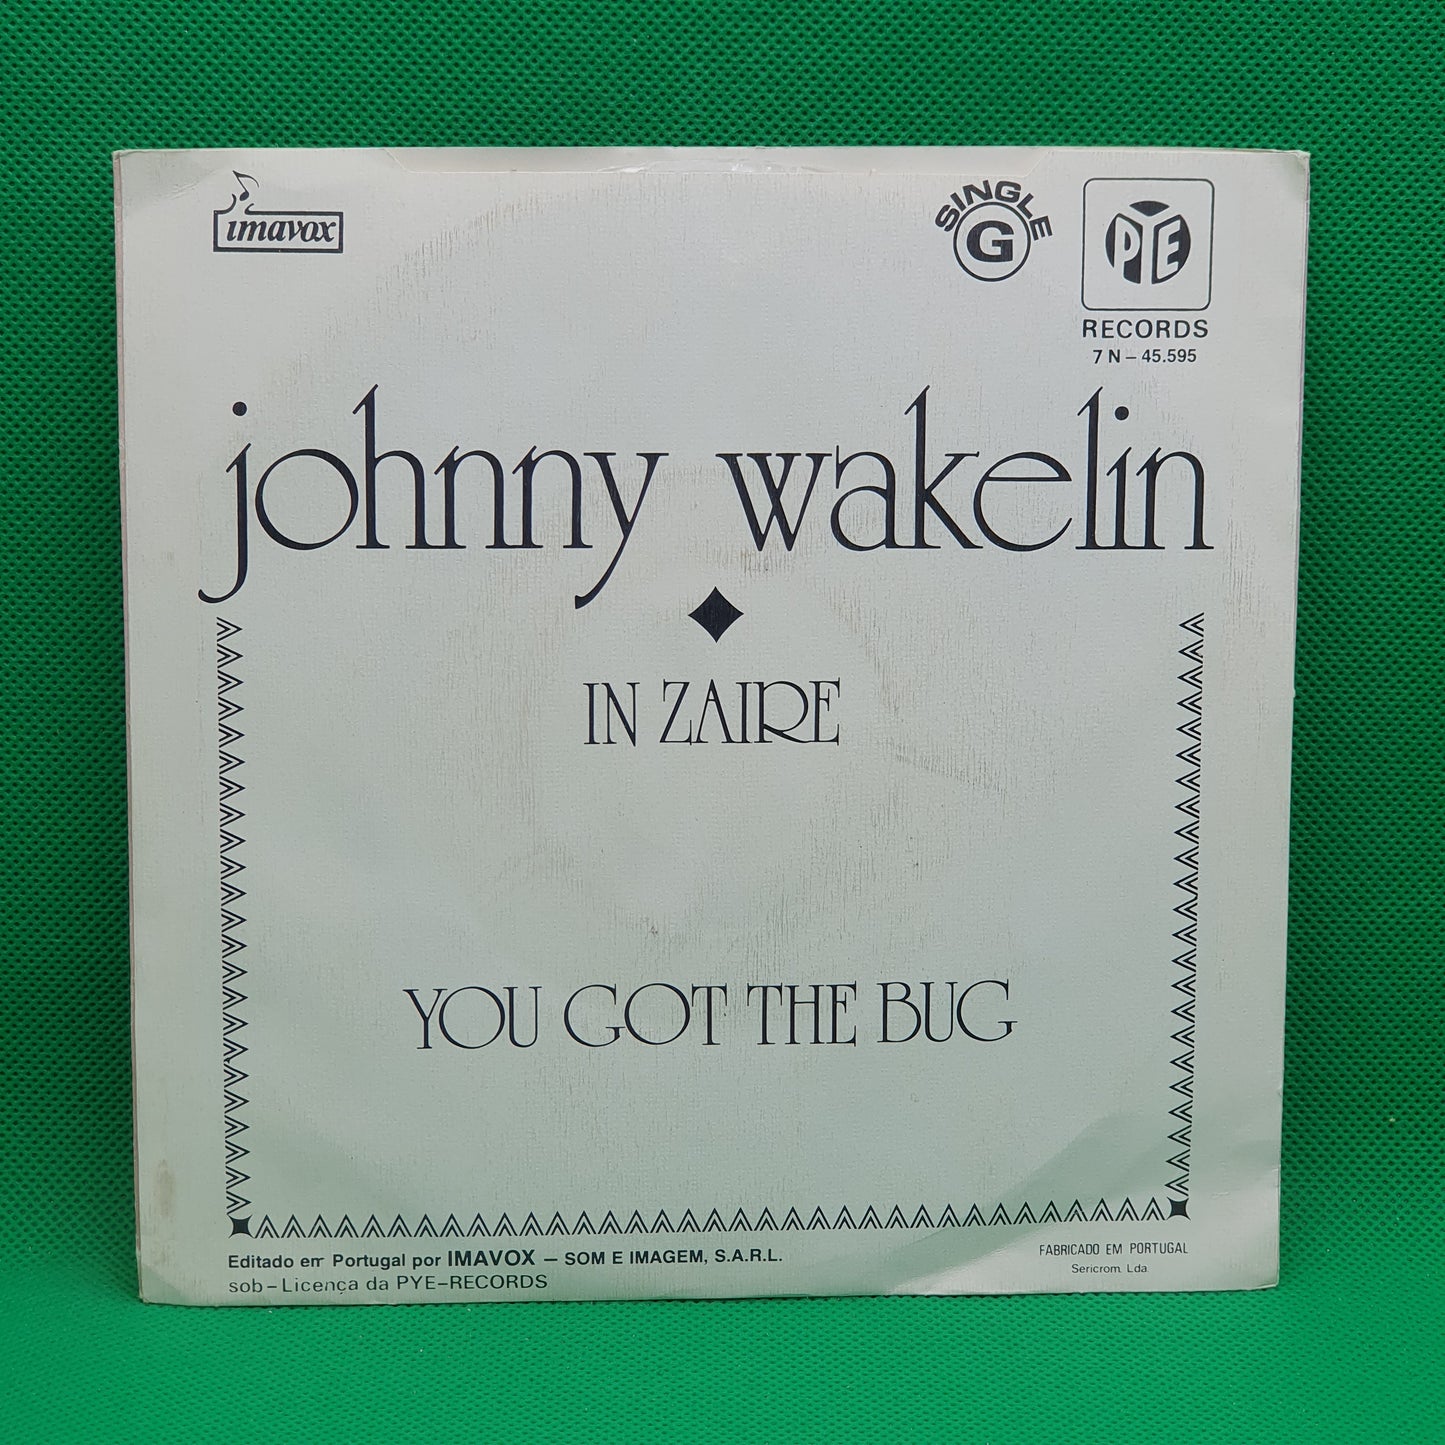 imavox
SINGLE
G
PYE
RECORDS
7 N – 45.595
johnny wakelin
IN ZAIRE
YOU GOT THE BUG
Editado em Portugal por IMAVOX – SOM E IMAGEM, S.A.R.L.
sob – Licença da PYE–RECORDS
FABRICADO EM PORTUGAL
Sericrom. Lda.